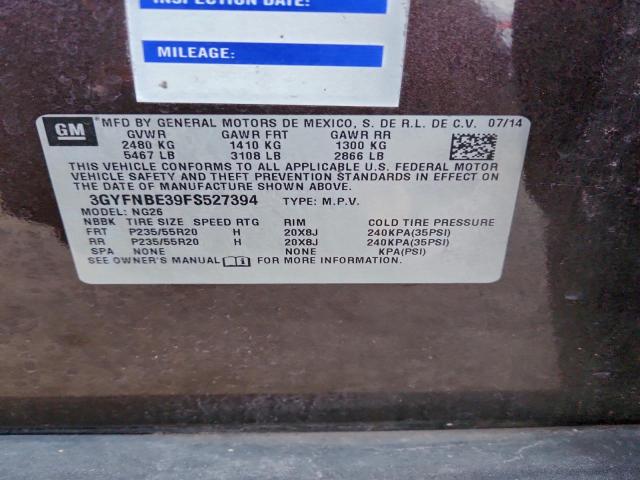 INSPECTION DATE:
MILEAGE:
GM ® MFD BY GENERAL MOTORS DE MEXICO, S. DE R.L. DE C.V. 07/14
GVWR GAWR FRT GAWR RR
2480 KG 1410 KG 1300 KG
5467 LB 3108 LB 2866 LB
THIS VEHICLE CONFORMS TO ALL APPLICABLE U.S. FEDERAL MOTOR
VEHICLE SAFETY AND THEFT PREVENTION STANDARDS IN EFFECT ON
THE DATE OF MANUFACTURE SHOWN ABOVE.
3GYFNBE39FS527394 TYPE: M.P.V.
MODEL: NG26
NBBK TIRE SIZE SPEED RTG RIM COLD TIRE PRESSURE
FRT P235/55R20 H 20X8J 240KPA(35PSI)
RR P235/55R20 H 20X8J 240KPA(35PSI)
SPA NONE NONE KPA(PSI)
SEE OWNER'S MANUAL FOR MORE INFORMATION.